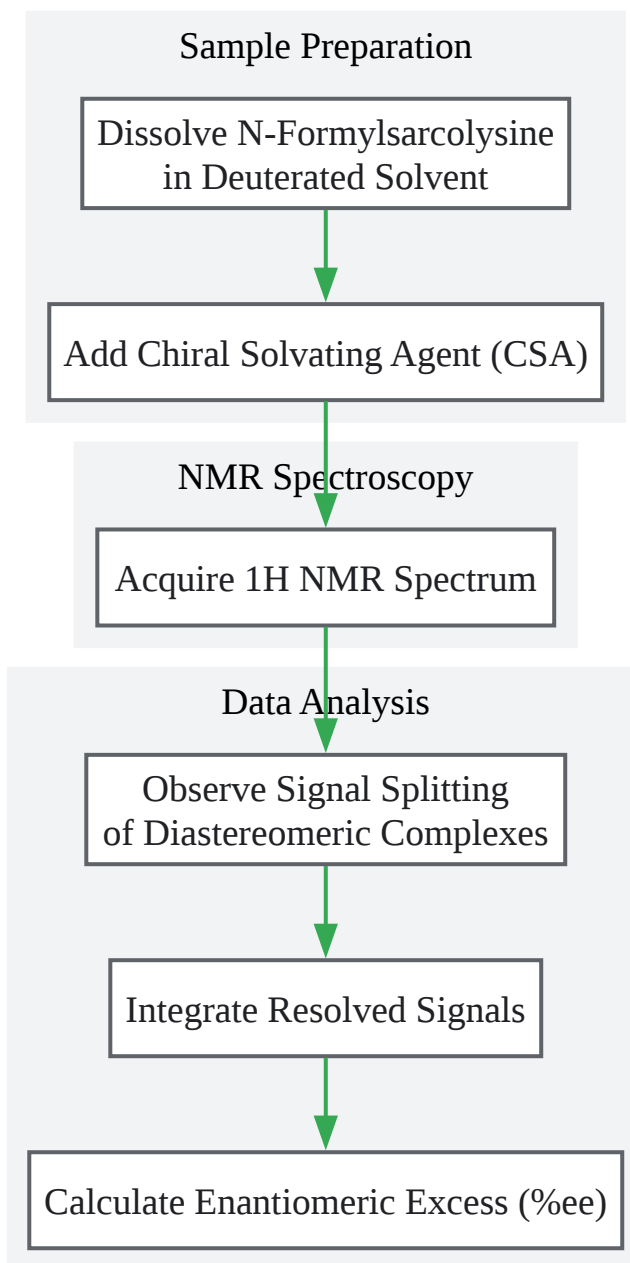 Sample Preparation
Dissolve N-Formylsarcolysine
in Deuterated Solvent
Add Chiral Solvating Agent (CSA)
NMR Spectroscopy
Acquire 1H NMR Spectrum
Data Analysis
Observe Signal Splitting
of Diastereomeric Complexes
Integrate Resolved Signals
Calculate Enantiomeric Excess (%ee)